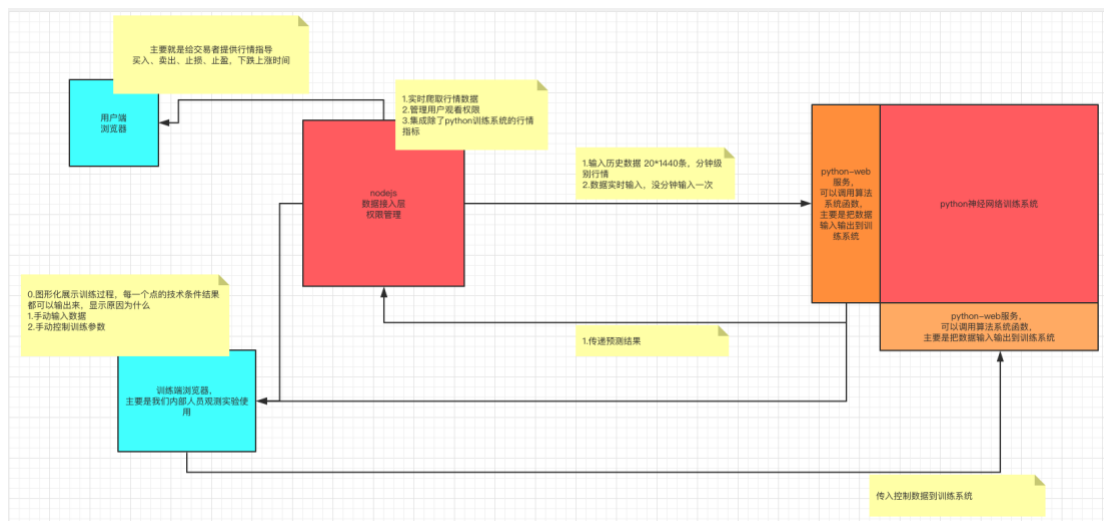 主要就是给交易者提供行情指导
买入、卖出、止损、止盈，下跌上涨时间
用户端
浏览器
1.实时爬取行情数据
2.管理用户观看权限
3.集成除了python训练系统的行情
指标
nodejs
数据接入层
权限管理
1.输入历史数据 20*1440条，分钟级
别行情
2.数据实时输入，没分钟输入一次
python-web
服务，
可以调用算法
系统函数，
主要是把数据
输入输出到训
练系统
python神经网络训练系统
python-web服务，
可以调用算法系统函数，
主要是把数据输入输出到训练系统
0.图形化展示训练过程，每一个点的技术条件结果
都可以输出来，显示原因为什么
1.手动输入数据
2.手动控制训练参数
1.传递预测结果
训练端浏览器，
主要是我们内部人员观测实验使
用
传入控制数据到训练系统